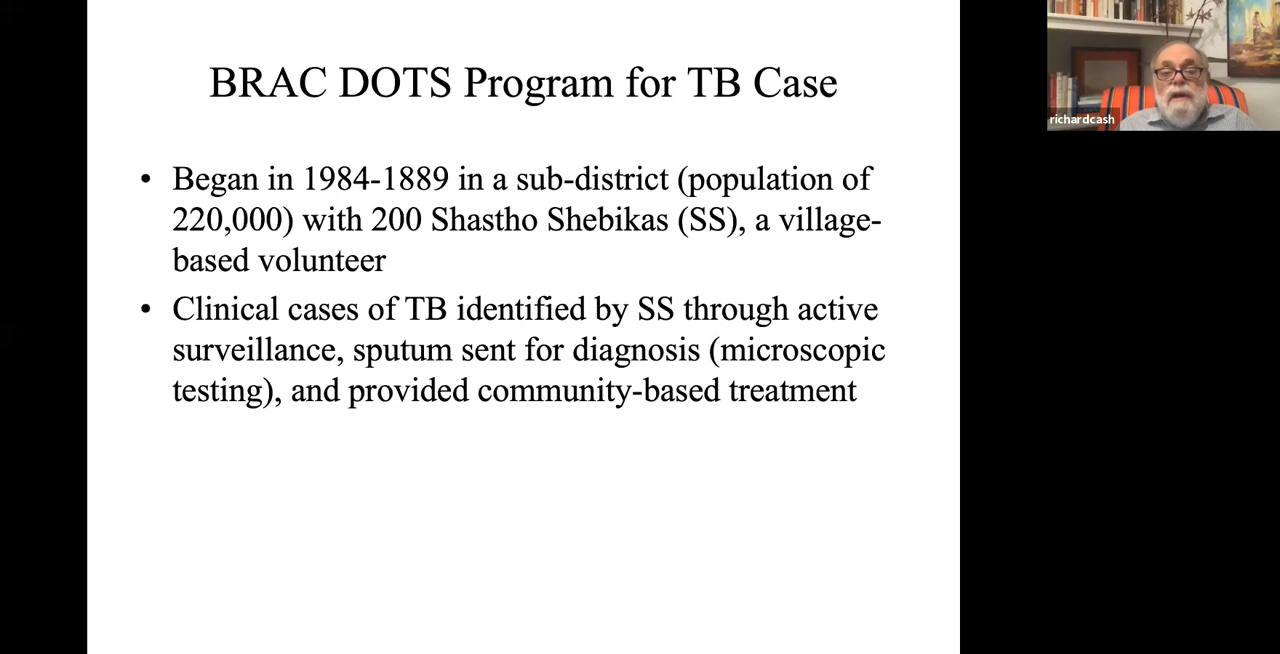 BRAC DOTS Program for TB Case
• Began in 1984-1889 in a sub-district (population of
220,000) with 200 Shastho Shebikas (SS), a village-
based volunteer
• Clinical cases of TB identified by SS through active
surveillance, sputum sent for diagnosis (microscopic
testing), and provided community-based treatment
richardcash